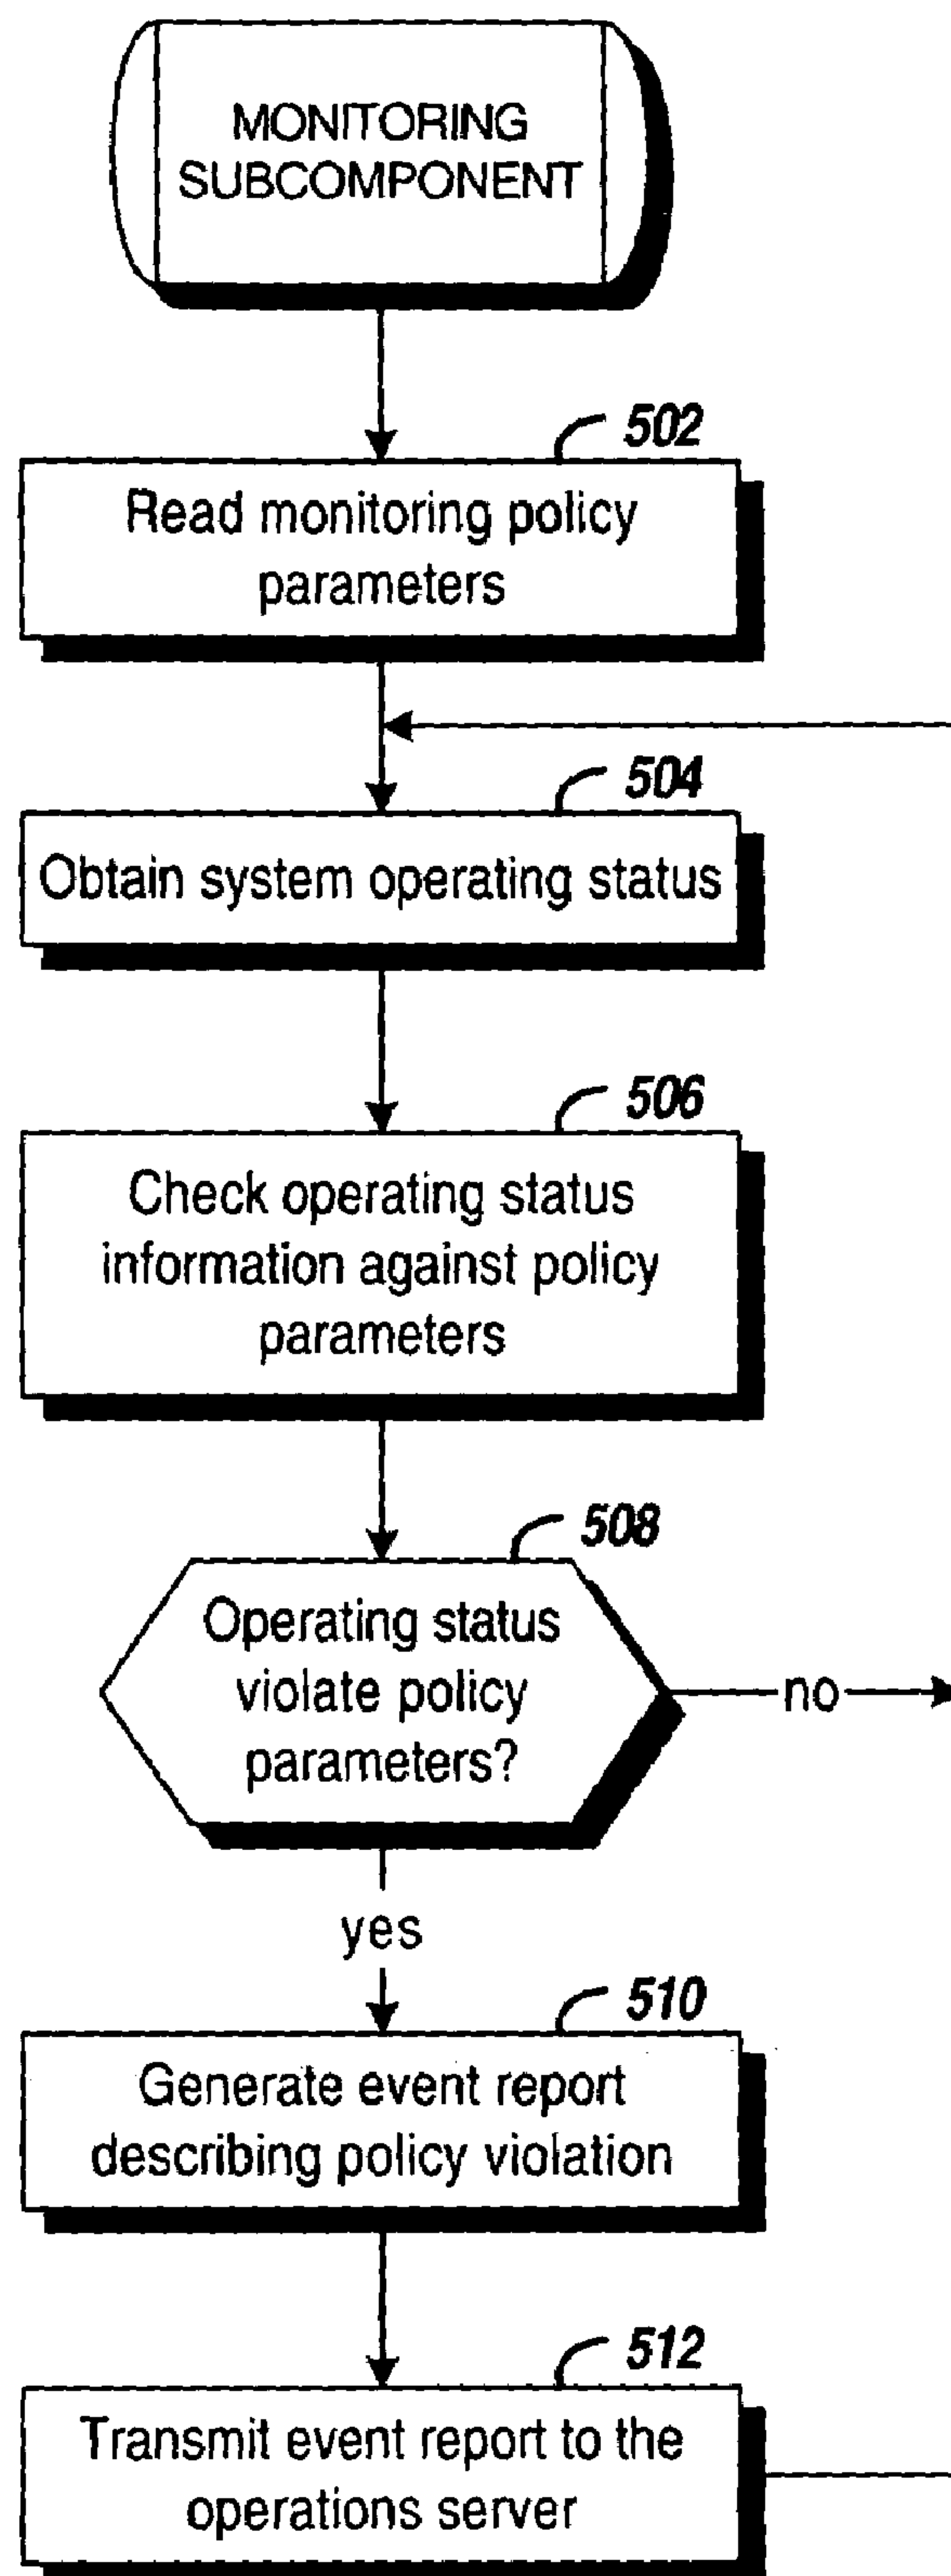 MONITORING
SUBCOMPONENT
502
Read monitoring policy
parameters
504
Obtain system operating status
506
Check operating status
information against policy
parameters
508
Operating status
violate policy
parameters?
no
yes
510
Generate event report
describing policy violation
512
Transmit event report to the
operations server